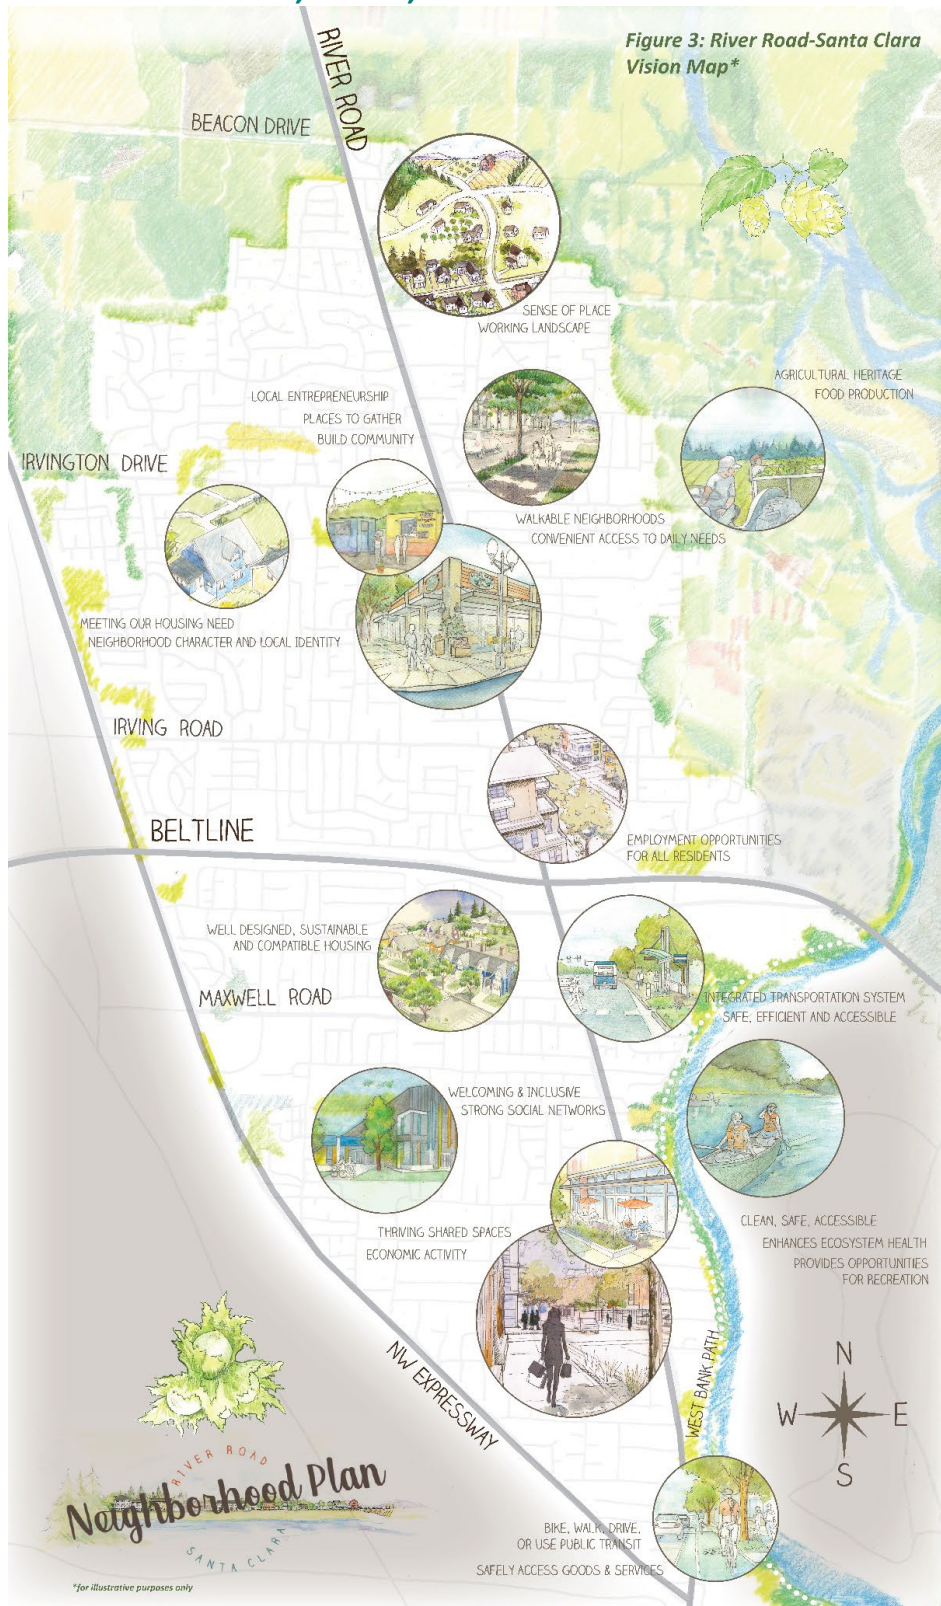 Figure 3: River Road-Santa Clara
Vision Map*
RIVER ROAD
BEACON DRIVE
SENSE OF PLACE
WORKING LANDSCAPE
AGRICULTURAL HERITAGE
FOOD PRODUCTION
LOCAL ENTREPRENEURSHIP
PLACES TO GATHER
BUILD COMMUNITY
IRVINGTON DRIVE
WALKABLE NEIGHBORHOODS
CONVENIENT ACCESS TO DAILY NEEDS
MEETING OUR HOUSING NEED
NEIGHBORHOOD CHARACTER AND LOCAL IDENTITY
IRVING ROAD
BELTLINE
EMPLOYMENT OPPORTUNITIES
FOR ALL RESIDENTS
WELL DESIGNED, SUSTAINABLE
AND COMPATIBLE HOUSING
MAXWELL ROAD
INTEGRATED TRANSPORTATION SYSTEM
SAFE, EFFICIENT AND ACCESSIBLE
WELCOMING & INCLUSIVE
STRONG SOCIAL NETWORKS
CLEAN, SAFE, ACCESSIBLE
ENHANCES ECOSYSTEM HEALTH
PROVIDES OPPORTUNITIES
FOR RECREATION
THRIVING SHARED SPACES
ECONOMIC ACTIVITY
NW EXPRESSWAY
WEST BANK PATH
N
W E
S
RIVER ROAD
Neighborhood Plan
SANTA CLARA
BIKE, WALK, DRIVE,
OR USE PUBLIC TRANSIT
SAFELY ACCESS GOODS & SERVICES
*for illustrative purposes only